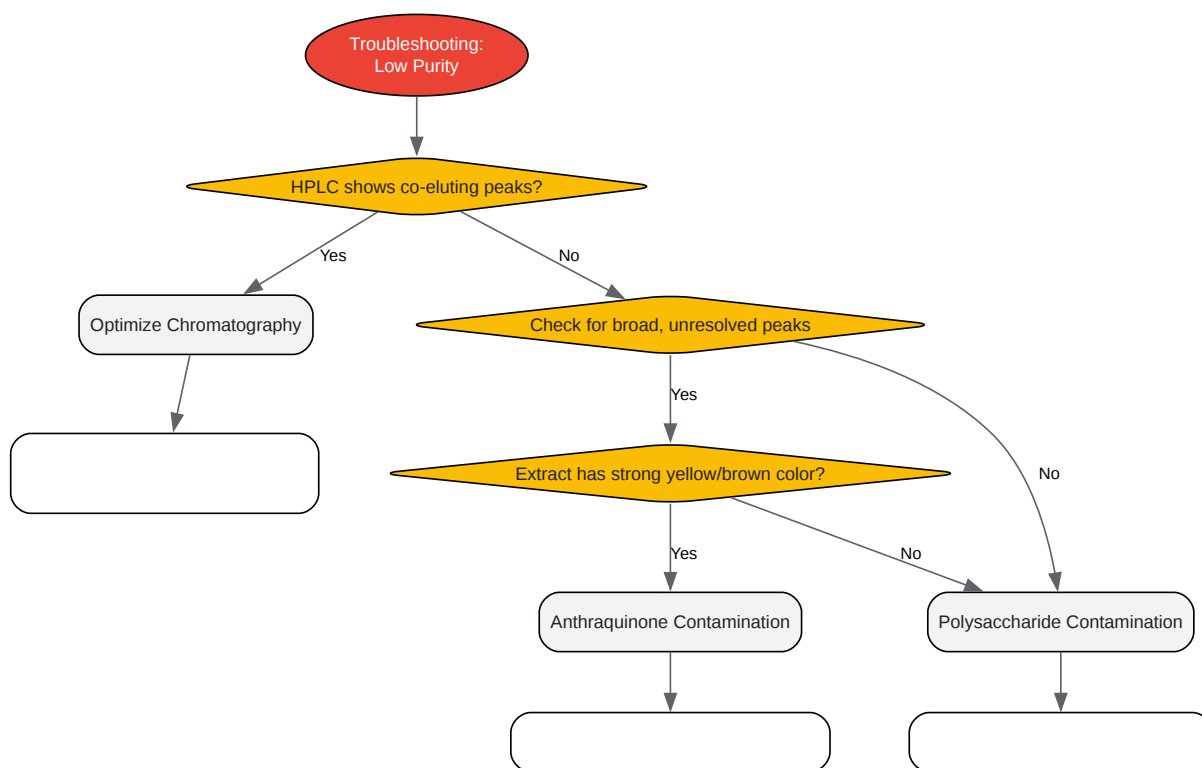 Troubleshooting:
Low Purity
HPLC shows co-eluting peaks?
Yes
No
Optimize Chromatography
Check for broad, unresolved peaks
Yes
No
Extract has strong yellow/brown color?
Yes
No
Anthraquinone Contamination
Polysaccharide Contamination